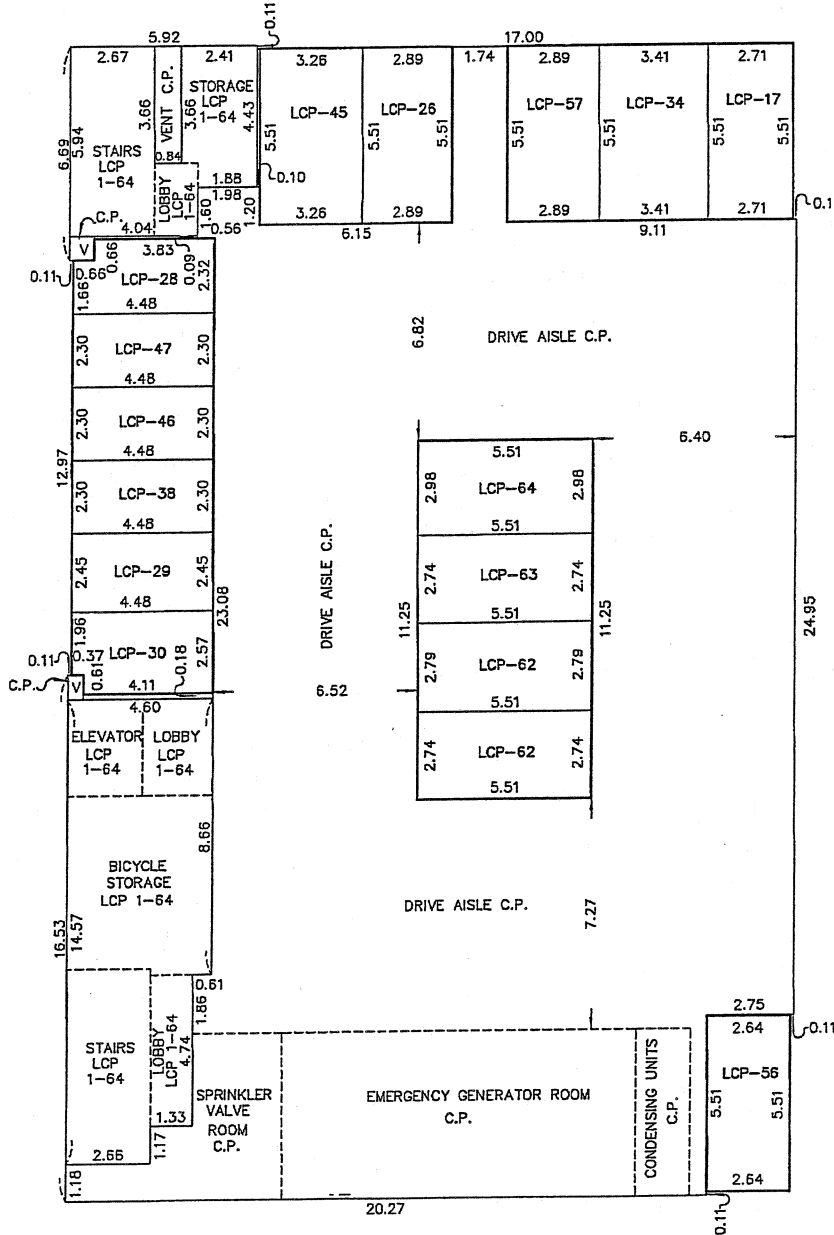 0.11
5.92
17.00
2.67
2.41
3.26
2.89
1.74
2.89
3.41
2.71
VENT C.P.
STORAGE
LCP
1-64
3.66
3.66
4.43
LCP-45
LCP-26
LCP-57
LCP-34
LCP-17
5.51
5.51
5.51
5.51
5.51
5.51
6.69
5.94
STAIRS
LCP
1-64
0.84
LOBBY
LCP
1-64
1.88
1.98
0.10
1.60
1.20
0.56
C.P.
4.04
3.26
2.89
2.89
3.41
2.71
0.1
6.15
9.11
V
0.66
3.83
0.09
0.11
0.66
LCP-28
2.32
1.66
4.48
6.82
DRIVE AISLE C.P.
2.30
LCP-47
2.30
4.48
2.30
LCP-46
2.30
4.48
6.40
12.97
2.30
LCP-38
2.30
4.48
5.51
2.98
LCP-64
2.98
5.51
2.45
LCP-29
2.45
4.48
23.08
DRIVE AISLE C.P.
2.74
LCP-63
2.74
5.51
11.25
11.25
24.95
1.96
0.11
0.37
LCP-30
2.57
0.18
C.P.
V
0.61
4.11
4.60
6.52
2.79
LCP-62
2.79
5.51
2.74
LCP-62
2.74
5.51
ELEVATOR
LCP
1-64
LOBBY
LCP
1-64
8.66
BICYCLE
STORAGE
LCP 1-64
DRIVE AISLE C.P.
7.27
16.53
14.57
0.61
1.86
2.75
2.64
0.11
STAIRS
LCP
1-64
LOBBY
LCP 1-64
4.74
1.33
1.17
2.66
1.18
SPRINKLER
VALVE
ROOM
C.P.
EMERGENCY GENERATOR ROOM
C.P.
CONDENSING UNITS
C.P.
LCP-56
5.51
5.51
2.64
0.11
20.27